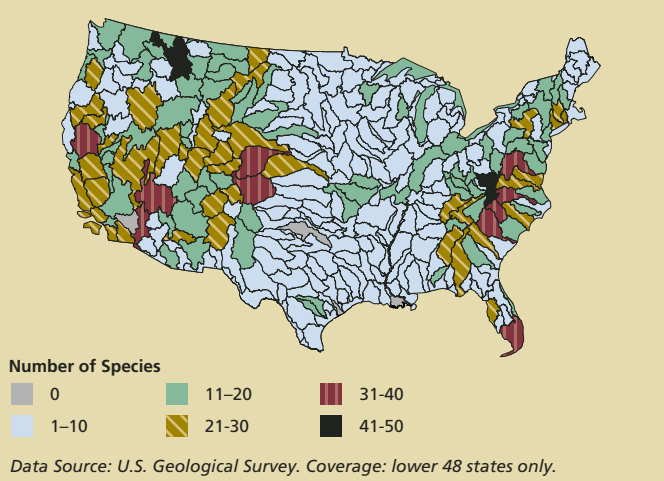 Number of Species
0 11–20 31-40
1–10 21-30 41-50
Data Source: U.S. Geological Survey. Coverage: lower 48 states only.